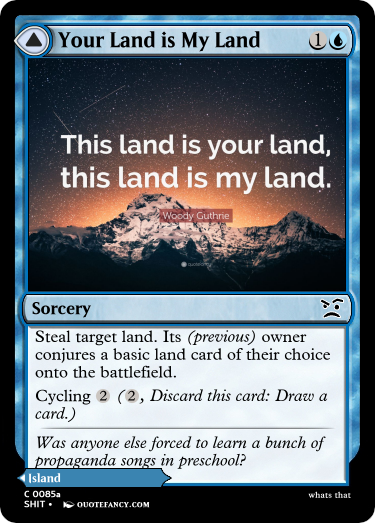 Your Land is My Land
1
This land is your land,
this land is my land.
Woody Guthrie
Sorcery
Steal target land. Its (previous) owner
conjures a basic land card of their choice
onto the battlefield.
Cycling 2 (2, Discard this card: Draw a
card.)
Was anyone else forced to learn a bunch of
propaganda songs in preschool?
Island
C 0085a
SHIT • QUOTEFANCY.COM
whats that